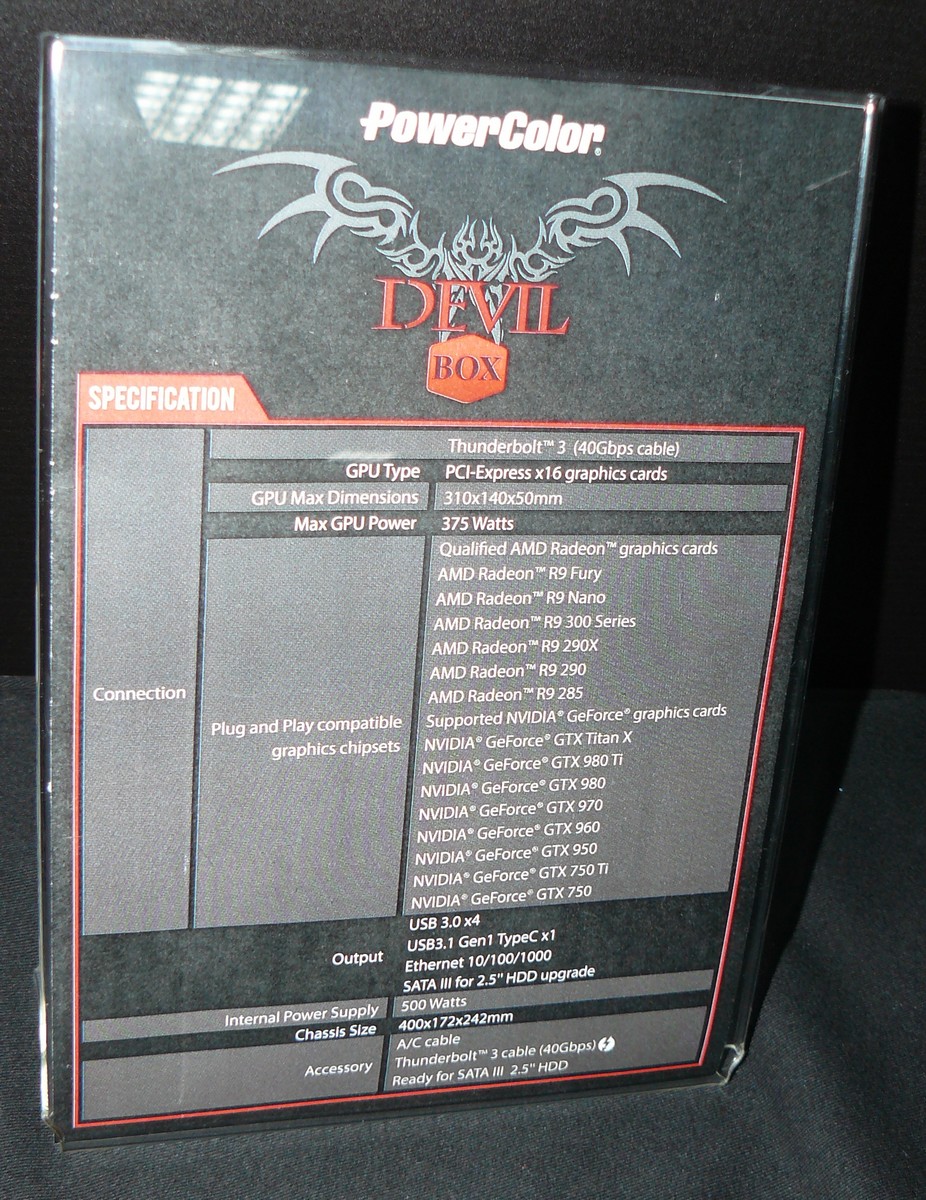 PowerColor®
DEVIL
BOX
SPECIFICATION
Connection
Thunderbolt™ 3 (40Gbps cable)
GPU Type PCI-Express x16 graphics cards
GPU Max Dimensions 310x140x50mm
Max GPU Power 375 Watts
Plug and Play compatible
graphics chipsets
Qualified AMD Radeon™ graphics cards
AMD Radeon™ R9 Fury
AMD Radeon™ R9 Nano
AMD Radeon™ R9 300 Series
AMD Radeon™ R9 290X
AMD Radeon™ R9 290
AMD Radeon™ R9 285
Supported NVIDIA® GeForce® graphics cards
NVIDIA® GeForce® GTX Titan X
NVIDIA® GeForce® GTX 980 Ti
NVIDIA® GeForce® GTX 980
NVIDIA® GeForce® GTX 970
NVIDIA® GeForce® GTX 960
NVIDIA® GeForce® GTX 950
NVIDIA® GeForce® GTX 750 Ti
NVIDIA® GeForce® GTX 750
Output
USB 3.0 x4
USB3.1 Gen1 TypeC x1
Ethernet 10/100/1000
SATA III for 2.5" HDD upgrade
Internal Power Supply 500 Watts
Chassis Size 400x172x242mm
Accessory
A/C cable
Thunderbolt™ 3 cable (40Gbps)
Ready for SATA III 2.5" HDD